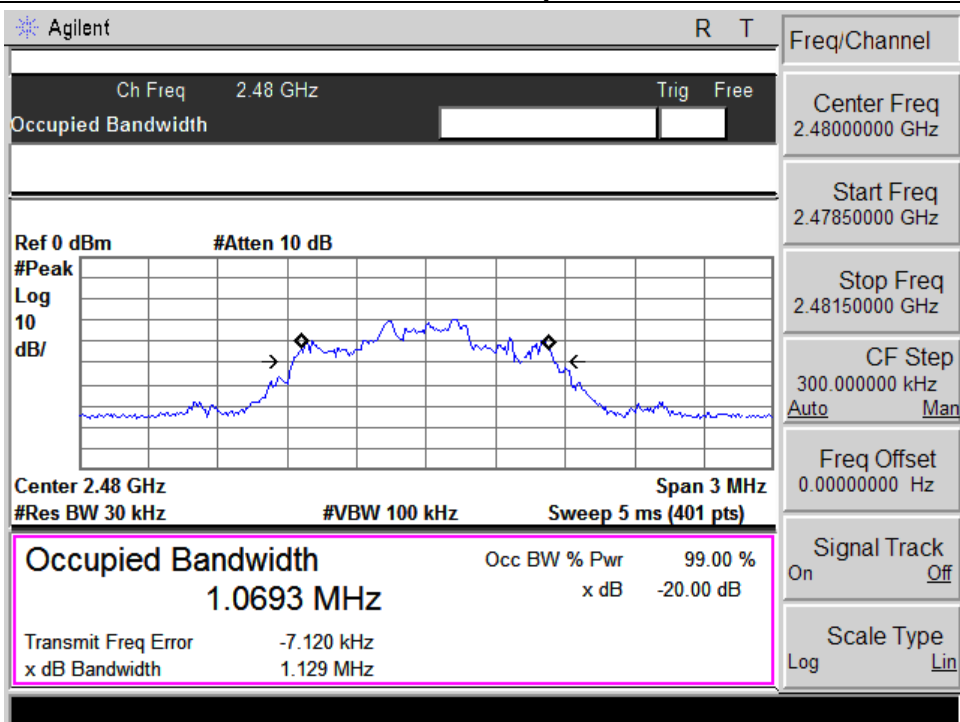 Agilent R T
Ch Freq 2.48 GHz Trig Free
Occupied Bandwidth
Ref 0 dBm #Atten 10 dB
#Peak
Log
10
dB/
Center 2.48 GHz Span 3 MHz
#Res BW 30 kHz #VBW 100 kHz Sweep 5 ms (401 pts)
Occupied Bandwidth Occ BW % Pwr 99.00 %
1.0693 MHz x dB -20.00 dB
Transmit Freq Error -7.120 kHz
x dB Bandwidth 1.129 MHz
Freq/Channel
Center Freq
2.48000000 GHz
Start Freq
2.47850000 GHz
Stop Freq
2.48150000 GHz
CF Step
300.000000 kHz
Auto Man
Freq Offset
0.00000000 Hz
Signal Track
On Off
Scale Type
Log Lin